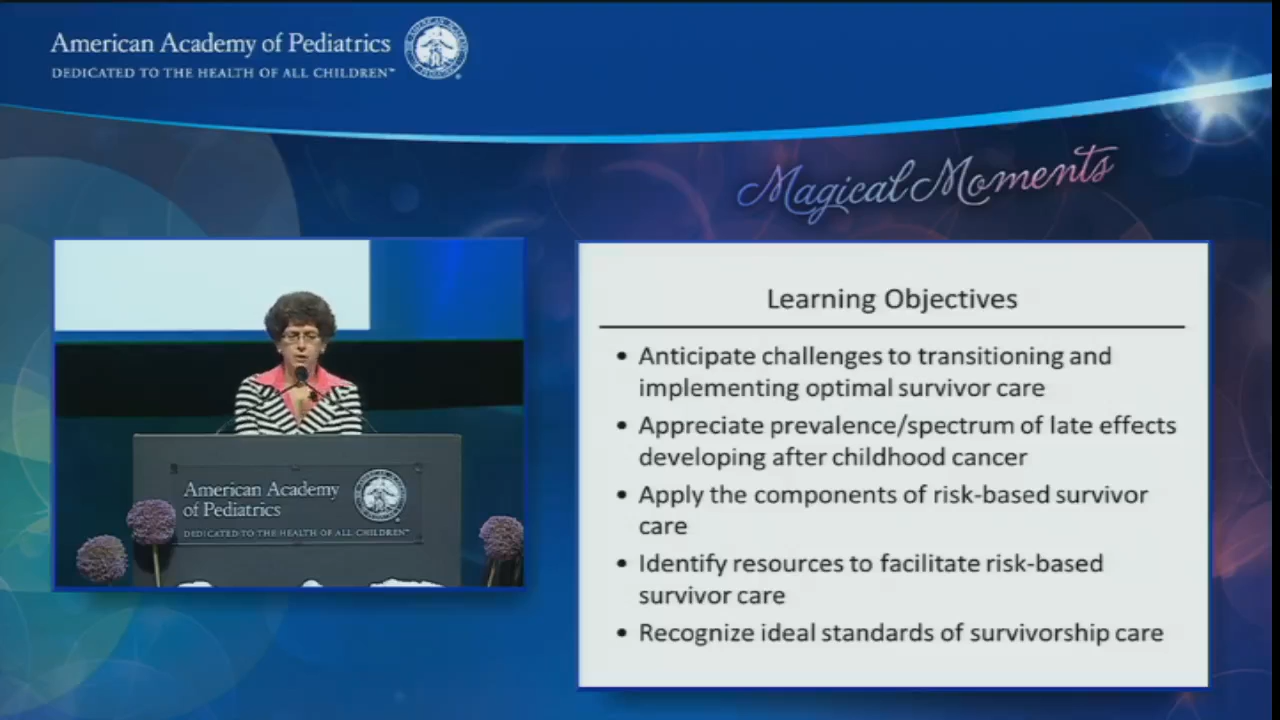 American Academy of Pediatrics
DEDICATED TO THE HEALTH OF ALL CHILDREN™
Magical Moments
Learning Objectives
• Anticipate challenges to transitioning and
implementing optimal survivor care
• Appreciate prevalence/spectrum of late effects
developing after childhood cancer
• Apply the components of risk-based survivor
care
• Identify resources to facilitate risk-based
survivor care
• Recognize ideal standards of survivorship care
American Academy
of Pediatrics
DEDICATED TO THE HEALTH OF ALL CHILDREN™